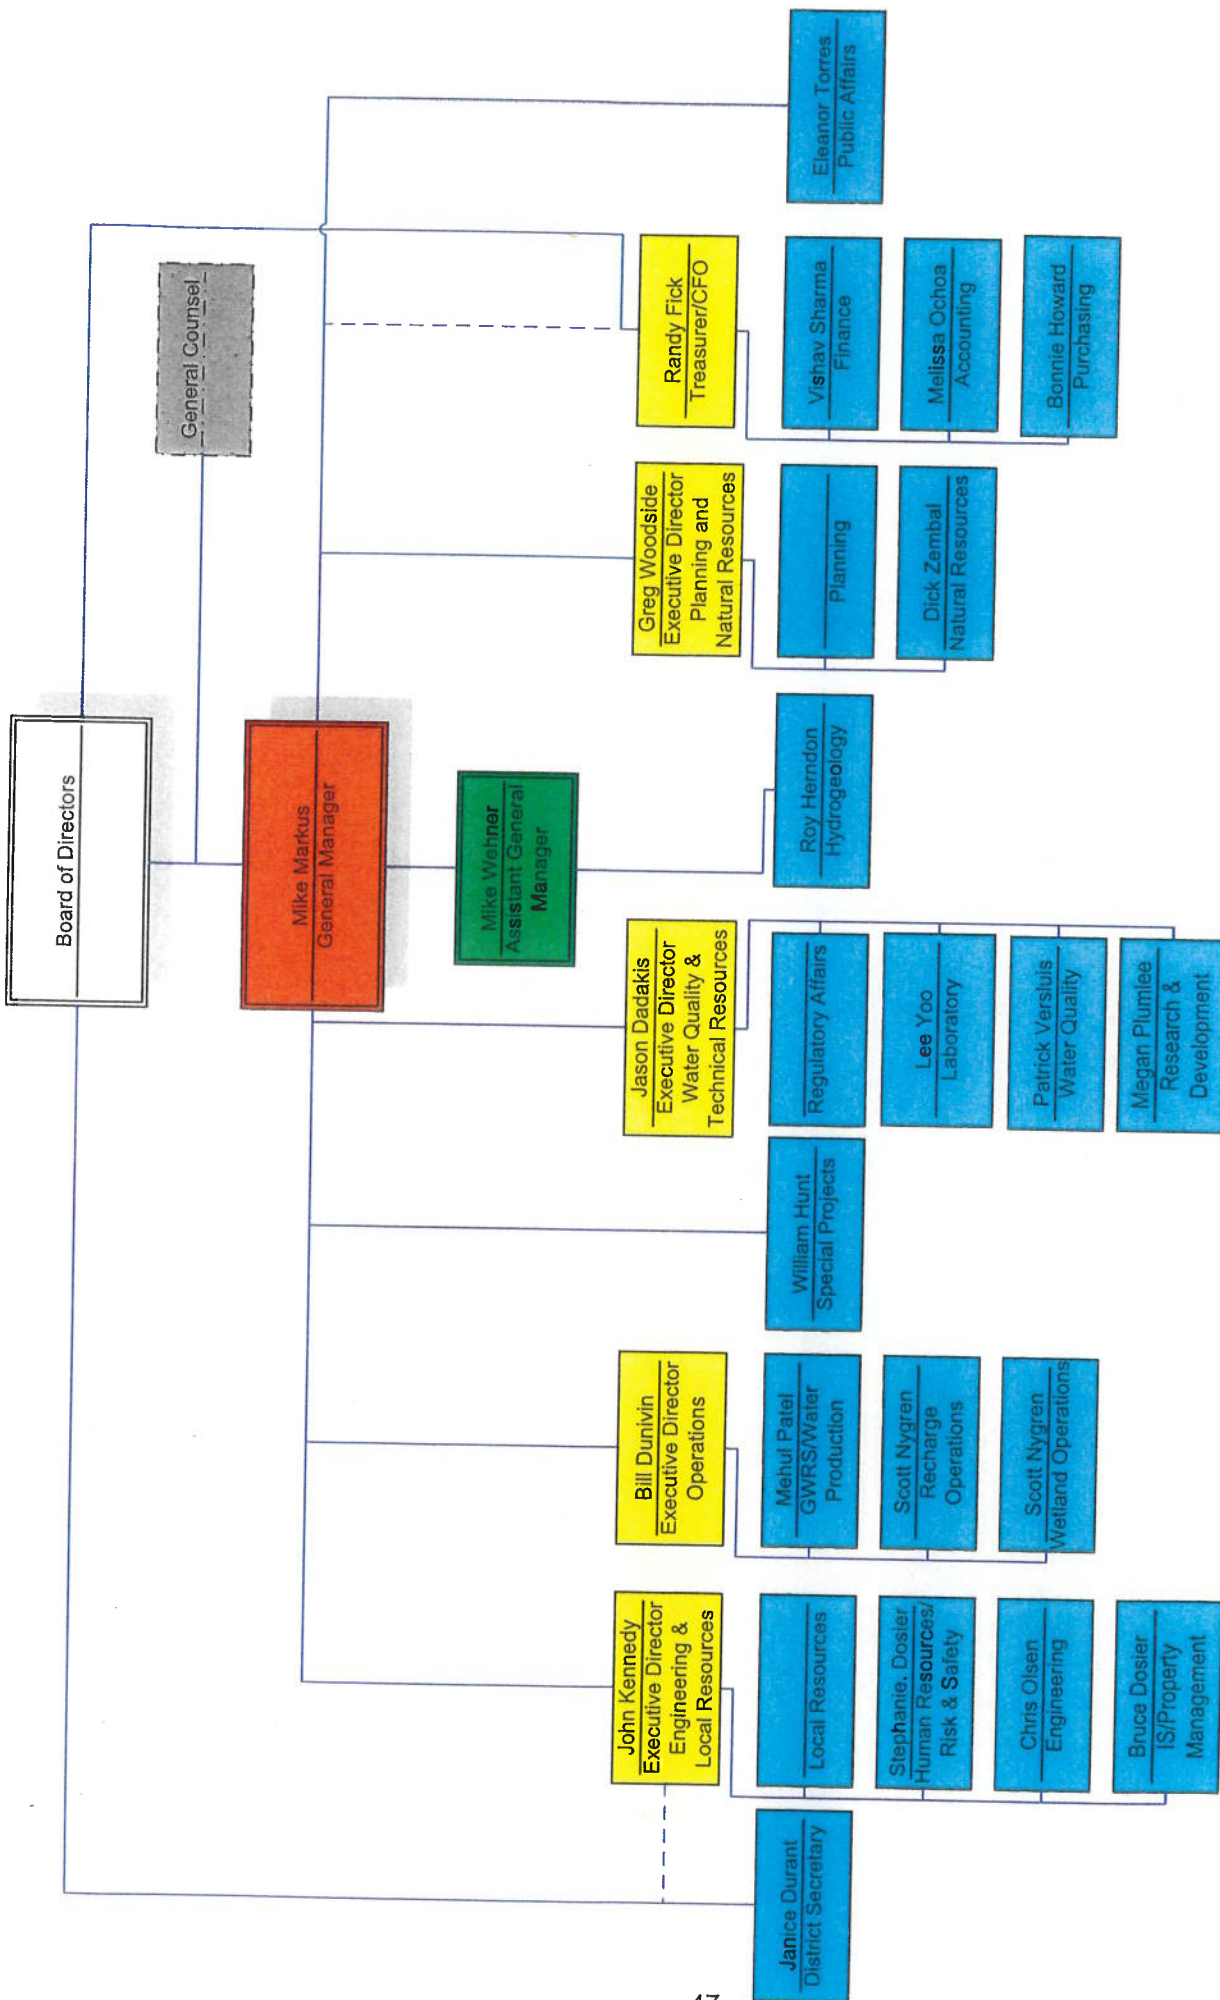 Board of Directors
General Counsel
Mike Markus
General Manager
Mike Wehner
Assistant General
Manager
John Kennedy
Executive Director
Engineering &
Local Resources
Bill Dunivin
Executive Director
Operations
Jason Dadakis
Executive Director
Water Quality &
Technical Resources
Greg Woodside
Executive Director
Planning and
Natural Resources
Randy Fick
Treasurer/CFO
Janice Durant
District Secretary
Local Resources
Stephanie. Dosier
Human Resources/
Risk & Safety
Chris Olsen
Engineering
Bruce Dosier
IS/Property
Management
Mehul Patel
GWRS/Water
Production
Scott Nygren
Recharge
Operations
Scott Nygren
Wetland Operations
William Hunt
Special Projects
Regulatory Affairs
Lee Yoo
Laboratory
Patrick Versluis
Water Quality
Megan Plumlee
Research &
Development
Roy Herndon
Hydrogeology
Planning
Dick Zembal
Natural Resources
Vishav Sharma
Finance
Melissa Ochoa
Accounting
Bonnie Howard
Purchasing
Eleanor Torres
Public Affairs